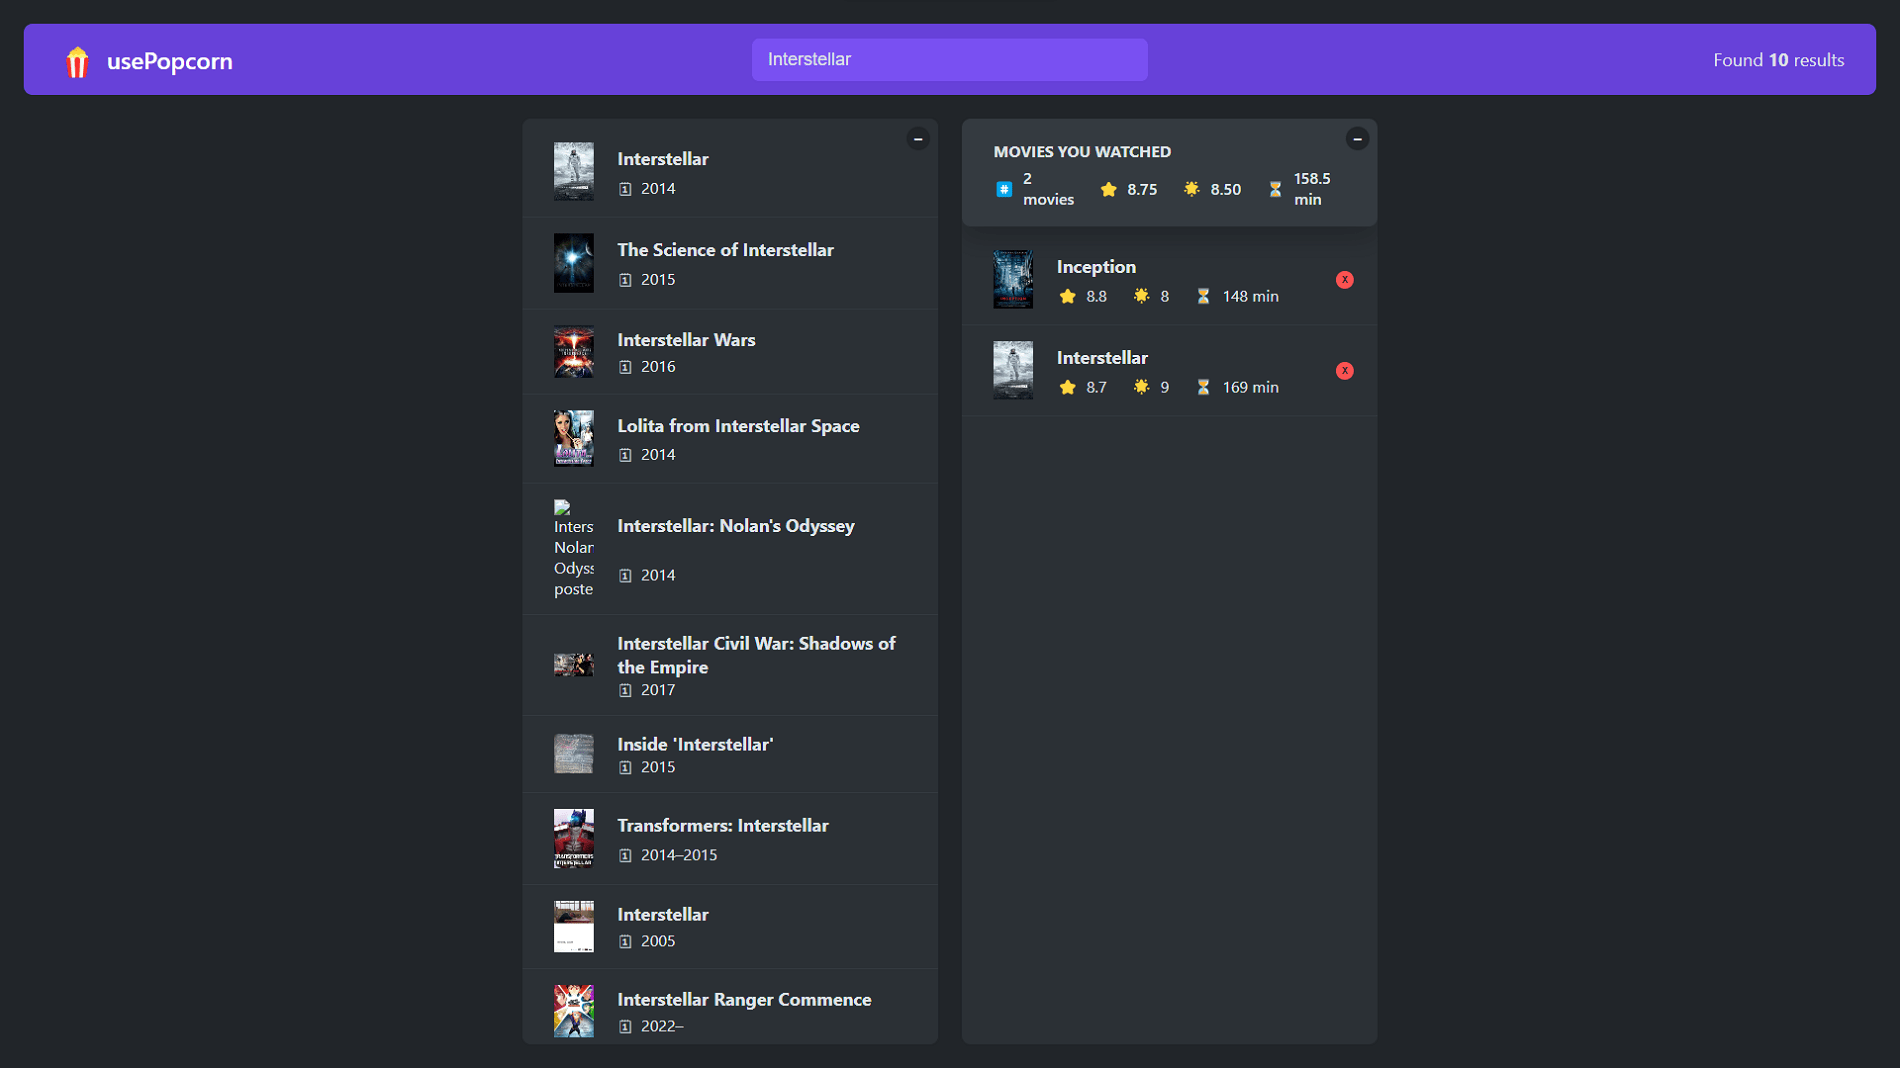 usePopcorn
Interstellar
Found 10 results
Interstellar
2014
The Science of Interstellar
2015
Interstellar Wars
2016
Lolita from Interstellar Space
2014
Inters
Nolan
Odyss
poste
Interstellar: Nolan's Odyssey
2014
Interstellar Civil War: Shadows of
the Empire
2017
Inside 'Interstellar'
2015
Transformers: Interstellar
2014–2015
Interstellar
2005
Interstellar Ranger Commence
2022–
MOVIES YOU WATCHED
# 2
movies
8.75
8.50
158.5
min
Inception
8.8 8 148 min
X
Interstellar
8.7 9 169 min
X